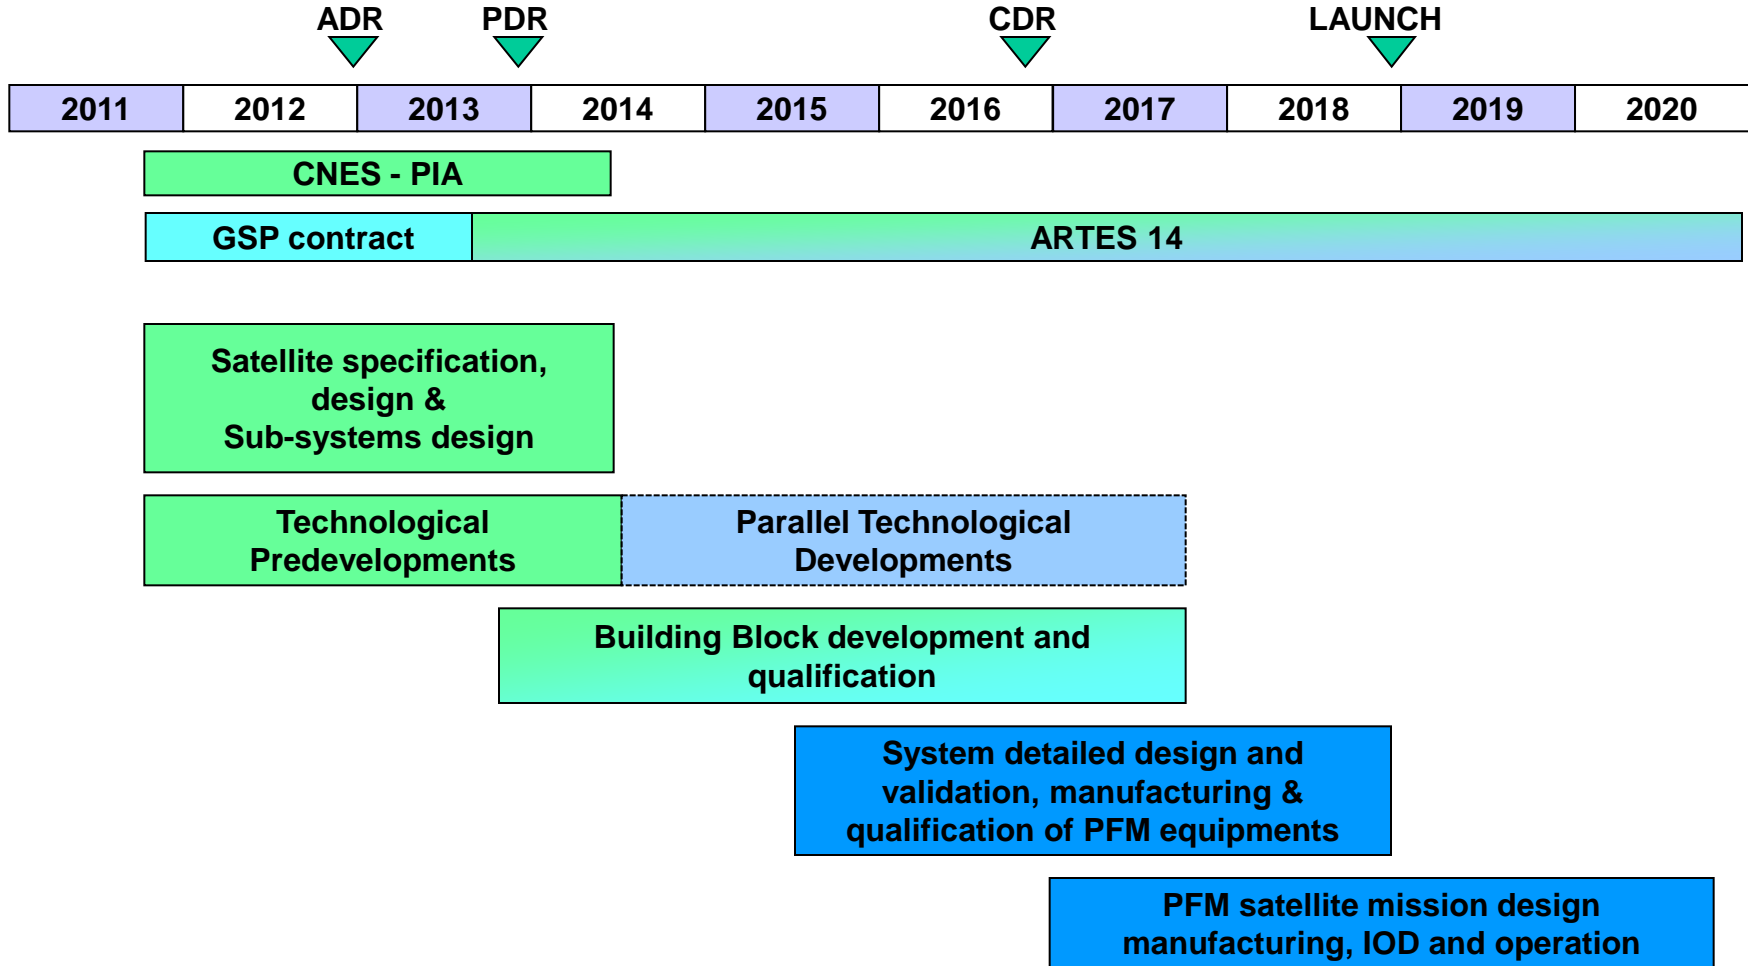 ADR PDR CDR LAUNCH
2011 2012 2013 2014 2015 2016 2017 2018 2019 2020
CNES - PIA
GSP contract ARTES 14
Satellite specification,
design &
Sub-systems design
Technological
Predevelopments
Parallel Technological
Developments
Building Block development and
qualification
System detailed design and
validation, manufacturing &
qualification of PFM equipments
PFM satellite mission design
manufacturing, IOD and operation